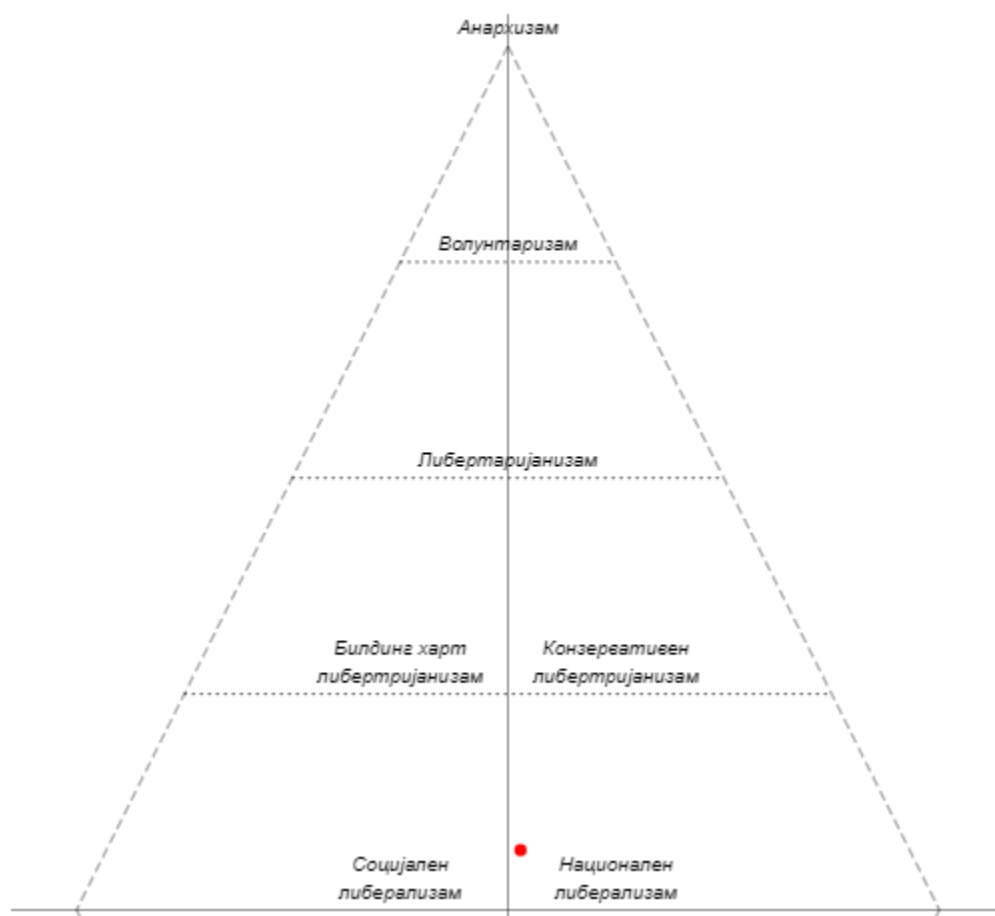 Анархизам
Волунтаризам
Либертаријанизам
Билдинг харт
либертријанизам
Конзервативен
либертријанизам
Социјален
либерализам
Национален
либерализам